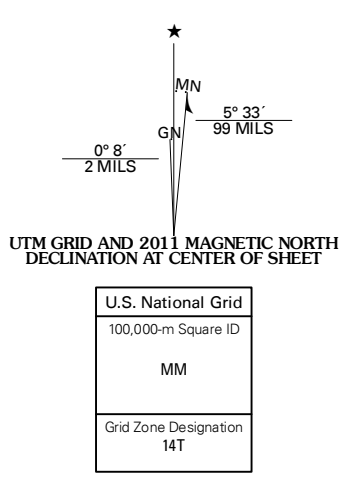 ★
MN
GN
5° 33´
99 MILS
0° 8´
2 MILS
UTM GRID AND 2011 MAGNETIC NORTH
DECLINATION AT CENTER OF SHEET
U.S. National Grid
100,000-m Square ID
MM
Grid Zone Designation
14T